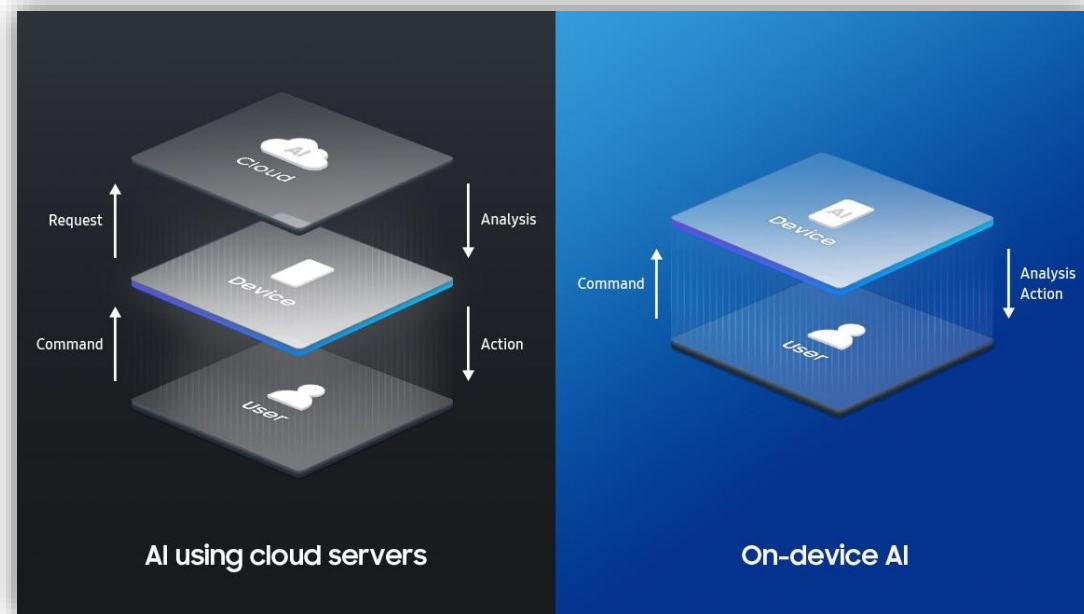 AI
Cloud
Request
Analysis
Device
Command
Action
User
AI using cloud servers
AI
Device
Command
Analysis
Action
User
On-device AI